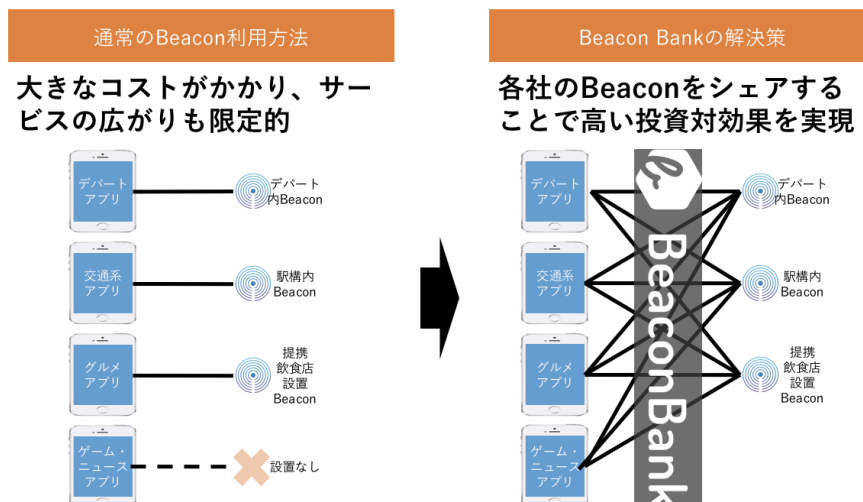 通常のBeacon利用方法
大きなコストがかかり、サー
ビスの広がりも限定的
デパート
アプリ
デパート
内Beacon
交通系
アプリ
駅構内
Beacon
グルメ
アプリ
提携
飲食店
設置
Beacon
ゲーム・
ニュース
アプリ
設置なし
Beacon Bankの解決策
各社のBeaconをシェアする
ことで高い投資対効果を実現
デパート
アプリ
デパート
内Beacon
交通系
アプリ
駅構内
Beacon
グルメ
アプリ
提携
飲食店
設置
Beacon
ゲーム・
ニュース
アプリ
BeaconBank